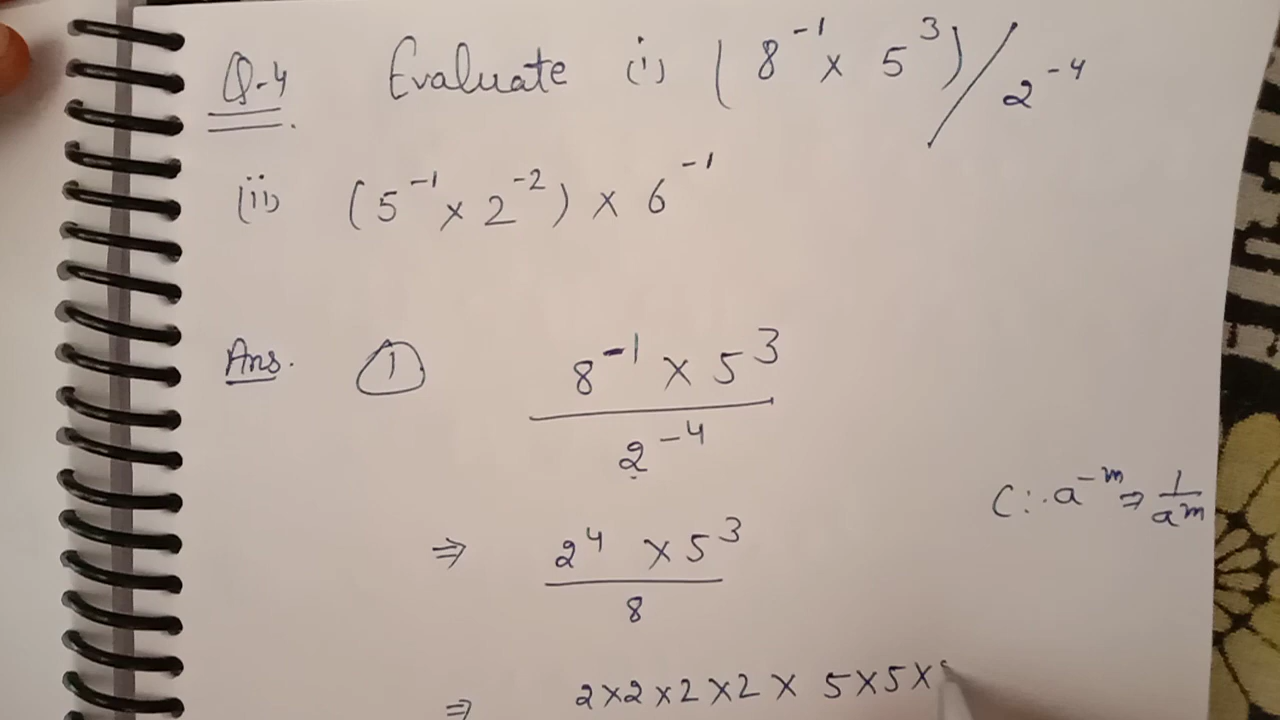 Q-4 Evaluate (i) (8⁻¹ × 5³) / 2⁻⁴
(ii) (5⁻¹ × 2⁻²) × 6⁻¹
Ans. ① 8⁻¹ × 5³
2⁻⁴
(∵ a⁻ᵐ ⇒ 1/aᵐ
⇒ 2⁴ × 5³
8
⇒ 2×2×2×2× 5×5×